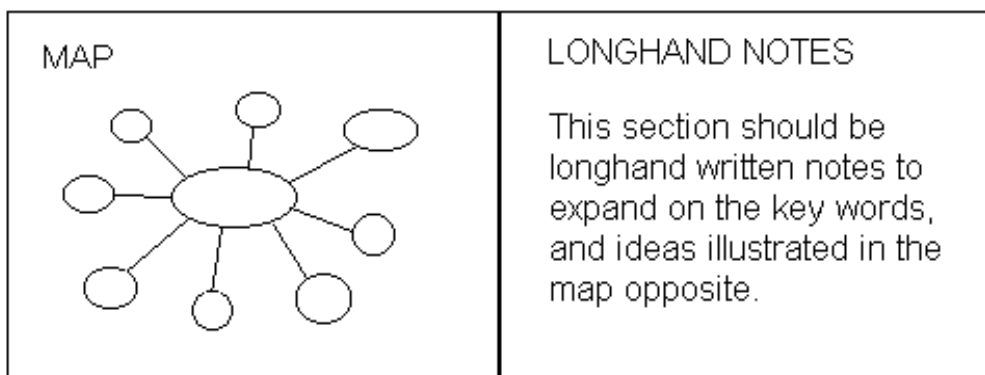 MAP
LONGHAND NOTES
This section should be
longhand written notes to
expand on the key words,
and ideas illustrated in the
map opposite.